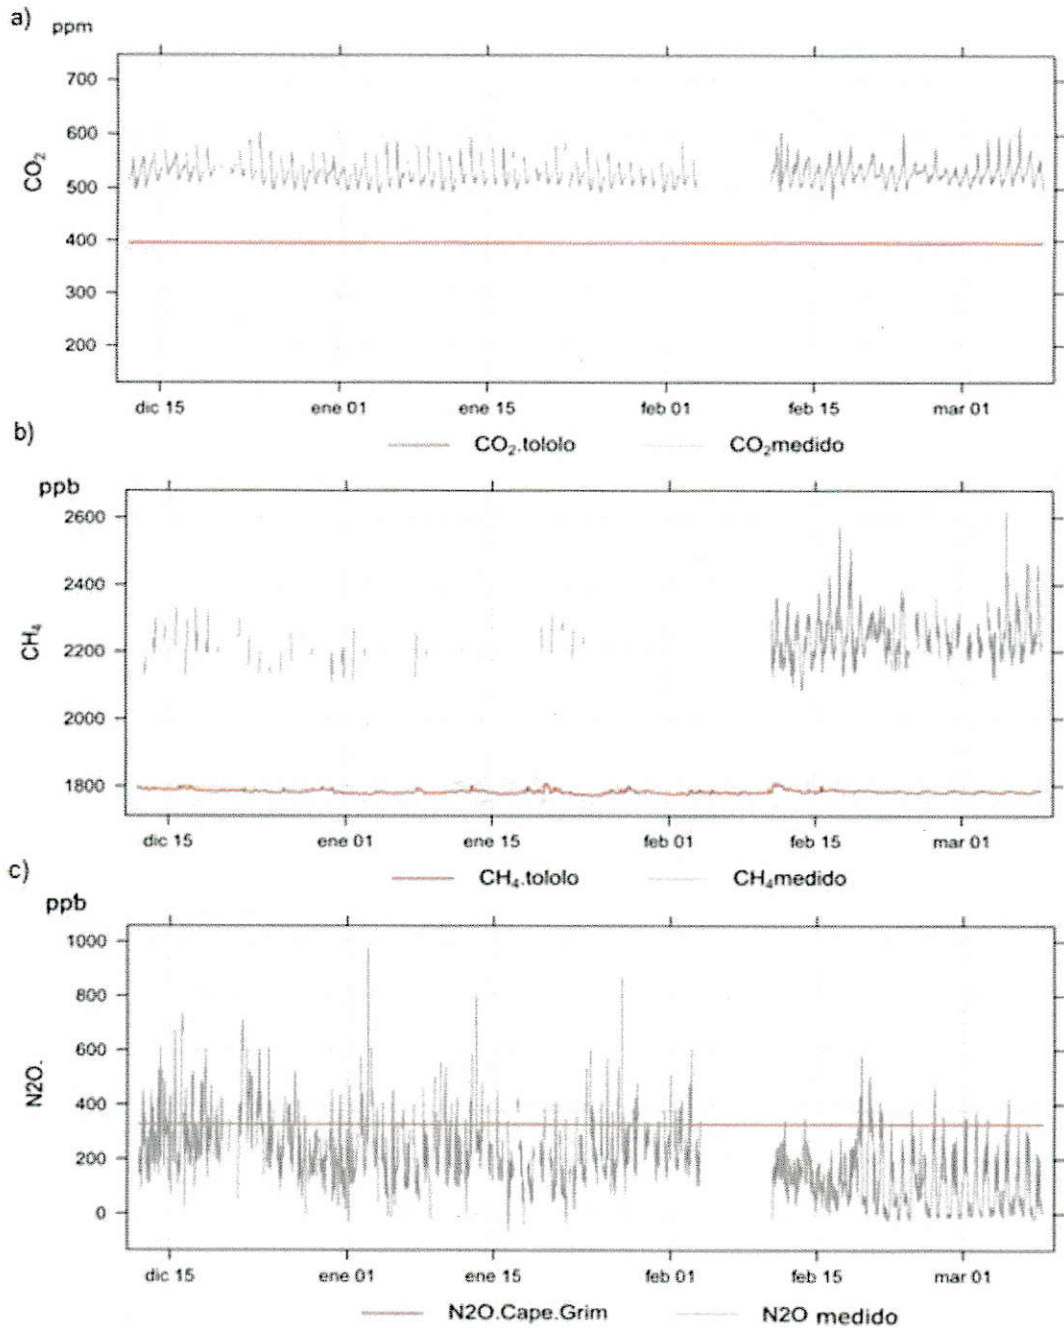 a)
ppm
700
600
500
400
300
200
CO₂
dic 15 ene 01 ene 15 feb 01 feb 15 mar 01
CO₂.tololo CO₂medido
b)
ppb
2600
2400
2200
2000
1800
CH₄
dic 15 ene 01 ene 15 feb 01 feb 15 mar 01
CH₄.tololo CH₄medido
c)
ppb
1000
800
600
400
200
0
N2O.
dic 15 ene 01 ene 15 feb 01 feb 15 mar 01
N2O.Cape.Grim N2O medido